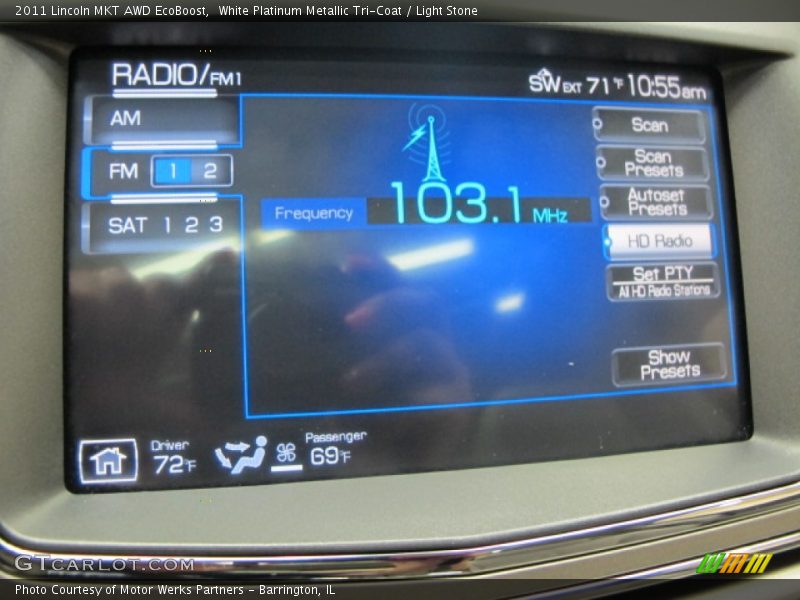 2011 Lincoln MKT AWD EcoBoost, White Platinum Metallic Tri-Coat / Light Stone
RADIO/FM1
SW EXT 71°F 10:55am
AM
FM 1 2
SAT 1 2 3
Frequency 103.1 MHz
Scan
Scan
Presets
Autoset
Presets
HD Radio
Set PTY
All HD Radio Stations
Show
Presets
Driver
72°F
Passenger
69°F
GTCARLOT.COM
Photo Courtesy of Motor Werks Partners - Barrington, IL